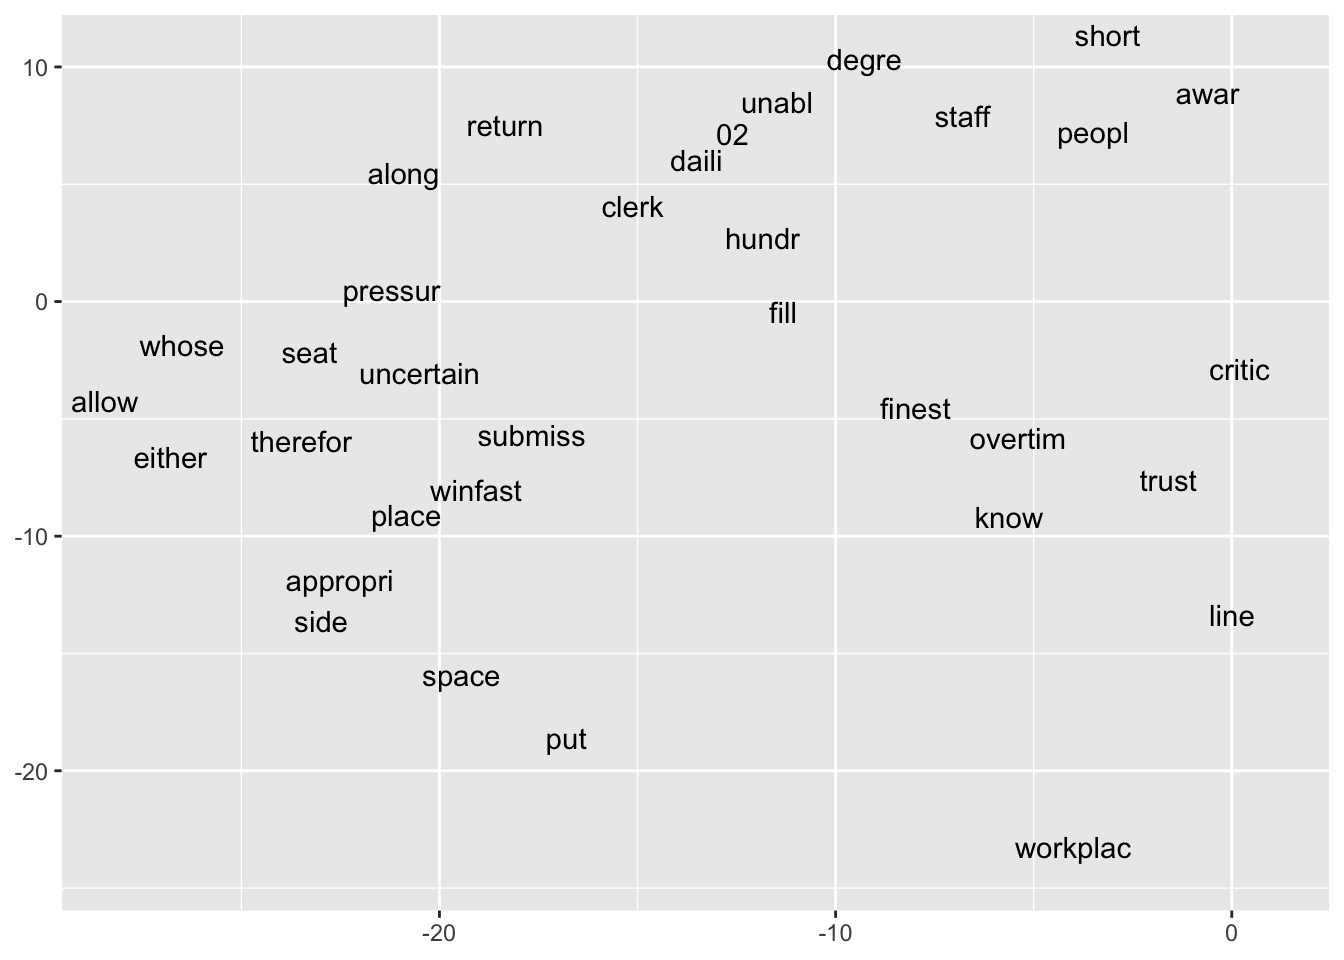 short
degre
10
awar
unabl
staff
return
02
peopl
daili
along
clerk
hundr
pressur
0
fill
whose
seat
critic
uncertain
allow
finest
submiss
overtim
therefor
either
trust
winfast
place
know
-10
appropri
line
side
space
put
-20
workplac
-20
-10
0